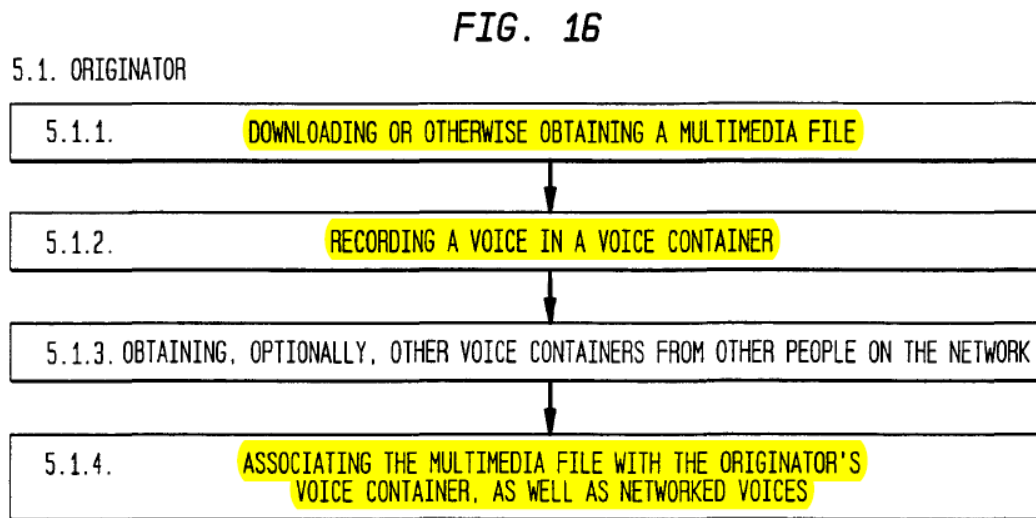 FIG. 16
5.1. ORIGINATOR
5.1.1. DOWNLOADING OR OTHERWISE OBTAINING A MULTIMEDIA FILE
5.1.2. RECORDING A VOICE IN A VOICE CONTAINER
5.1.3. OBTAINING, OPTIONALLY, OTHER VOICE CONTAINERS FROM OTHER PEOPLE ON THE NETWORK
5.1.4. ASSOCIATING THE MULTIMEDIA FILE WITH THE ORIGINATOR'S
VOICE CONTAINER, AS WELL AS NETWORKED VOICES